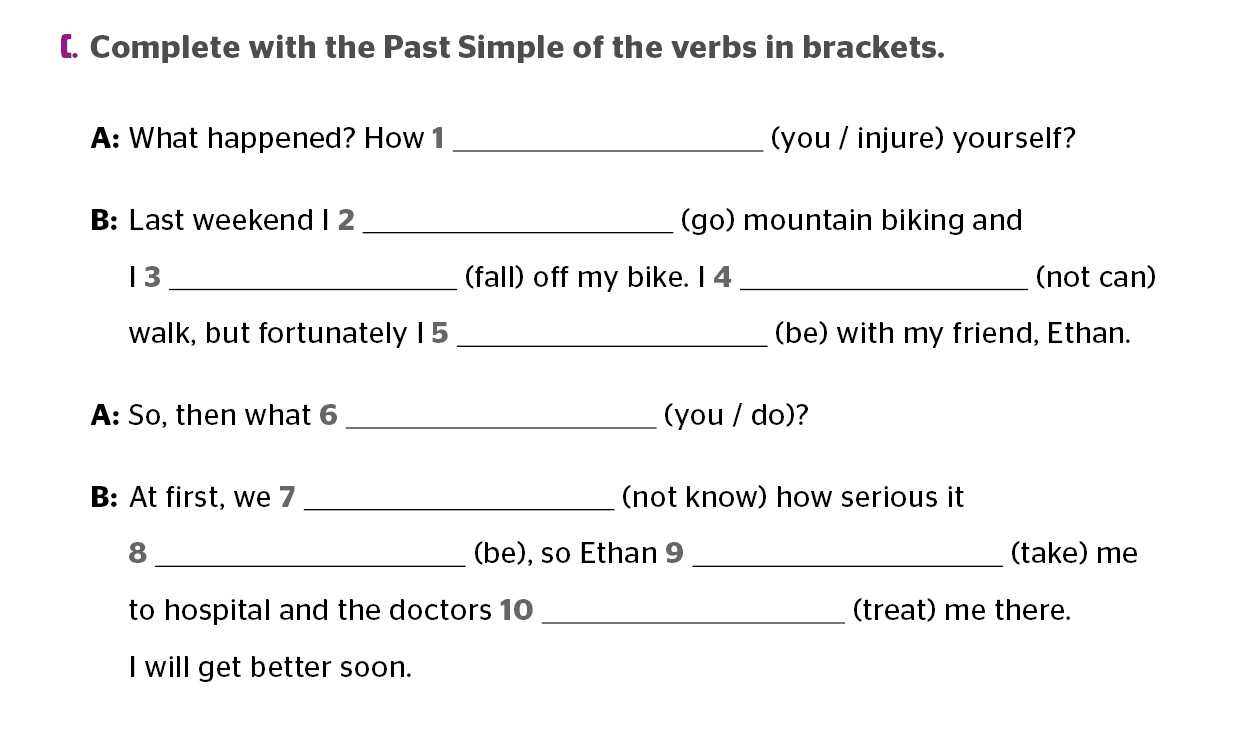 C. Complete with the Past Simple of the verbs in brackets.
A: What happened? How 1 ____________________ (you / injure) yourself?
B: Last weekend I 2 ____________________ (go) mountain biking and
I 3 ____________________ (fall) off my bike. I 4 ____________________ (not can)
walk, but fortunately I 5 ____________________ (be) with my friend, Ethan.
A: So, then what 6 ____________________ (you / do)?
B: At first, we 7 ____________________ (not know) how serious it
8 ____________________ (be), so Ethan 9 ____________________ (take) me
to hospital and the doctors 10 ____________________ (treat) me there.
I will get better soon.